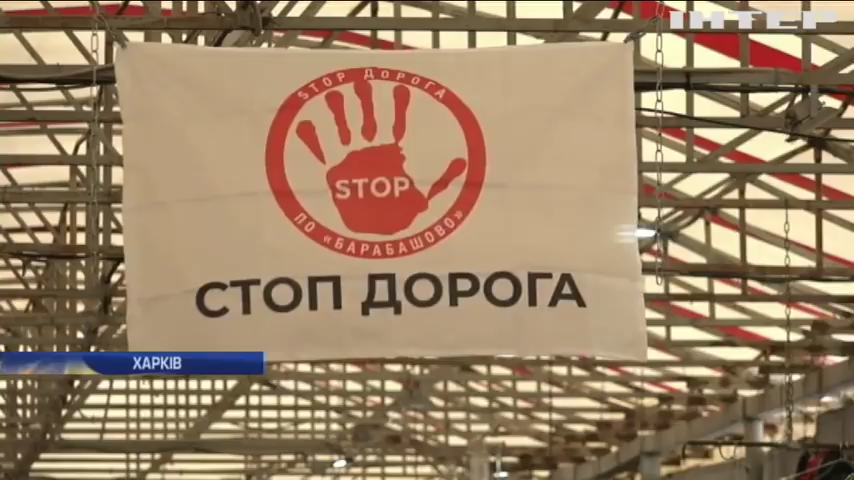 ІНТЕР
STOP ДОРОГА
STOP
ПО «БАРАБАШОВО»
СТОП ДОРОГА
ХАРКІВ